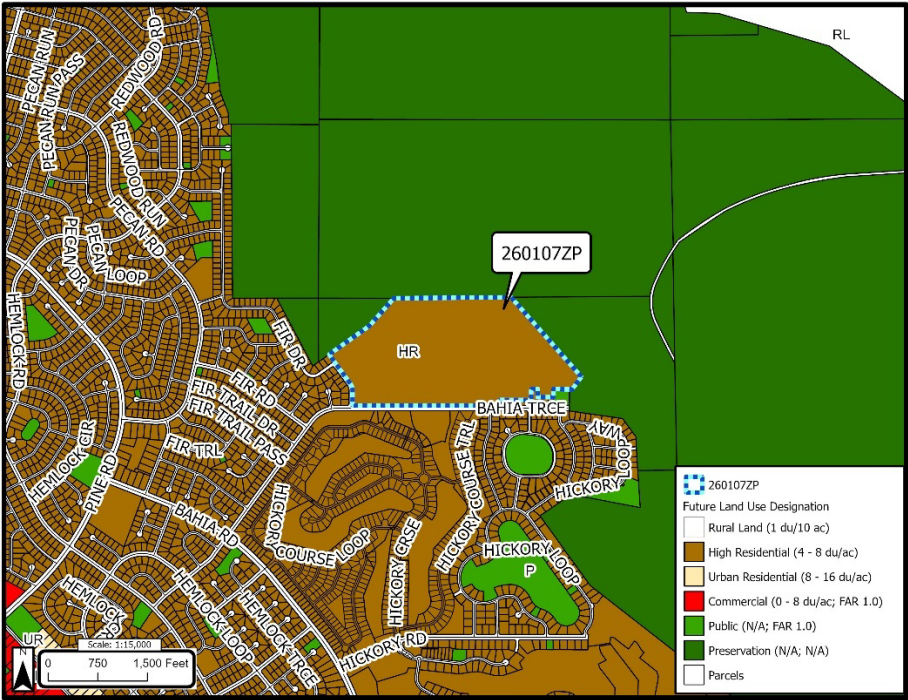 RL
PECAN RUN
PECAN RUN PASS
REDWOOD RD
REDWOOD RUN
PECAN RD
PECAN DR
PECAN LOOP
HEMLOCK RD
260107ZP
HR
FIR DR
FIR RD
FIR TRAIL DR
FIR TRAIL PASS
FIR TRL
BAHIA TRCE
HEMLOCK CIR
PINE RD
BAHIA RD
HICKORY COURSE LOOP
HICKORY CRSE
HICKORY COURSE TRL
HICKORY LOOP WAY
HICKORY LOOP
P
HEMLOCK
HEMLOCK LOOP
HEMLOCK TRCE
HICKORY RD
UR
N
Scale: 1:15,000
0 750 1,500 Feet
260107ZP
Future Land Use Designation
Rural Land (1 du/10 ac)
High Residential (4 - 8 du/ac)
Urban Residential (8 - 16 du/ac)
Commercial (0 - 8 du/ac; FAR 1.0)
Public (N/A; FAR 1.0)
Preservation (N/A; N/A)
Parcels